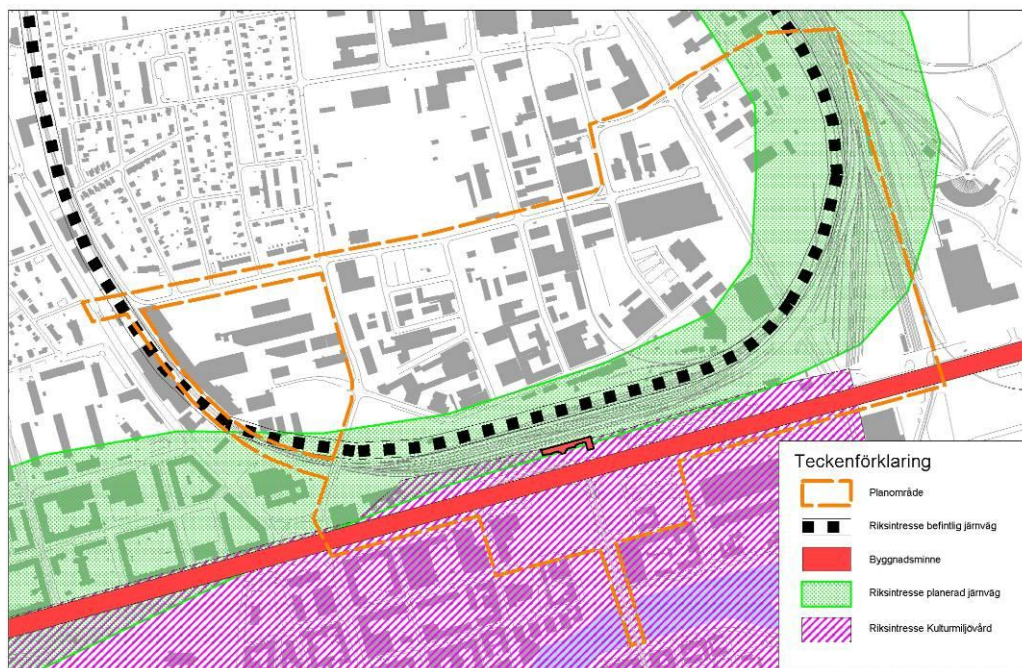 Teckenförklaring
Planområde
Riksintresse befintlig järnväg
Byggnadsminne
Riksintresse planerad järnväg
Riksintresse Kulturmiljövård